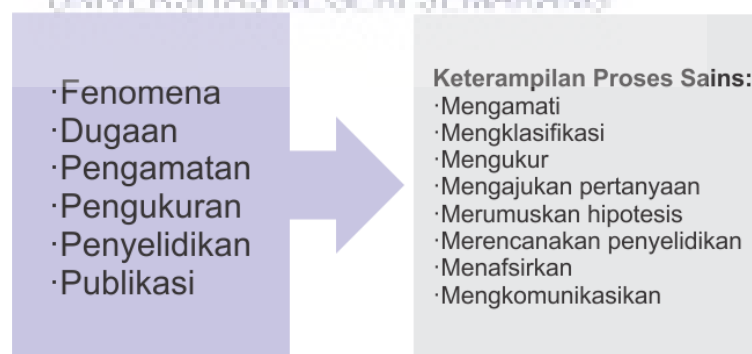 ·Fenomena
·Dugaan
·Pengamatan
·Pengukuran
·Penyelidikan
·Publikasi
Keterampilan Proses Sains:
·Mengamati
·Mengklasifikasi
·Mengukur
·Mengajukan pertanyaan
·Merumuskan hipotesis
·Merencanakan penyelidikan
·Menafsirkan
·Mengkomunikasikan